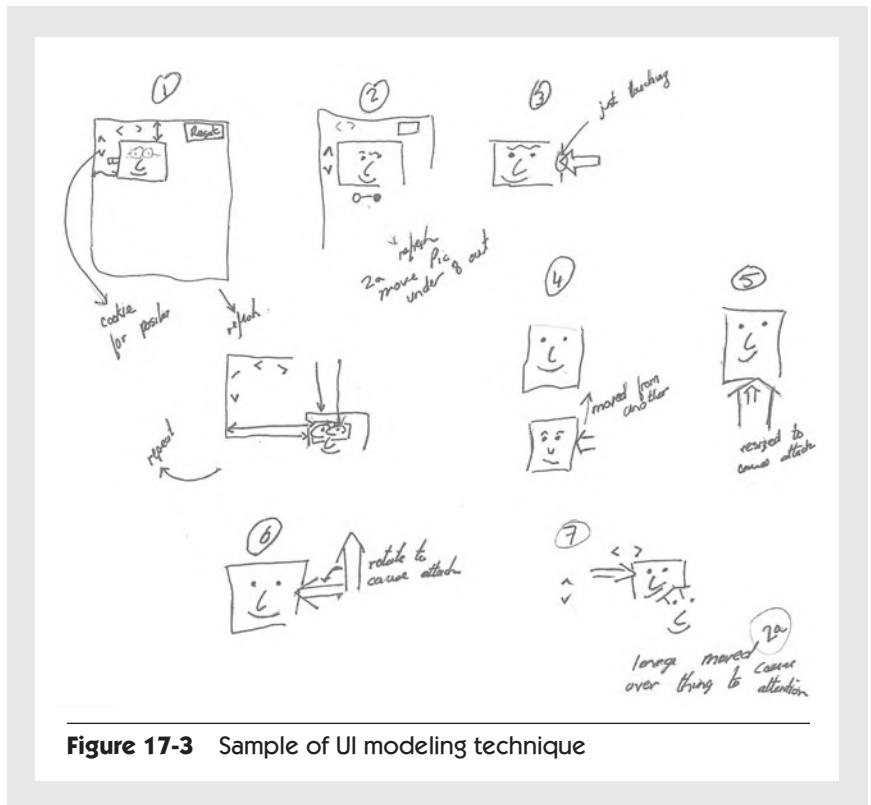 1
< >
Reset
2
< >
3
just touching
refresh
2a
move Pic
under & out
cookie
for
refresh
4
5
< >
moved from
another
repeat
resized to
cause attach
6
rotate to
cause attach
7
< >
2a
Image moved cause
over thing to attention
Figure 17-3 Sample of UI modeling technique